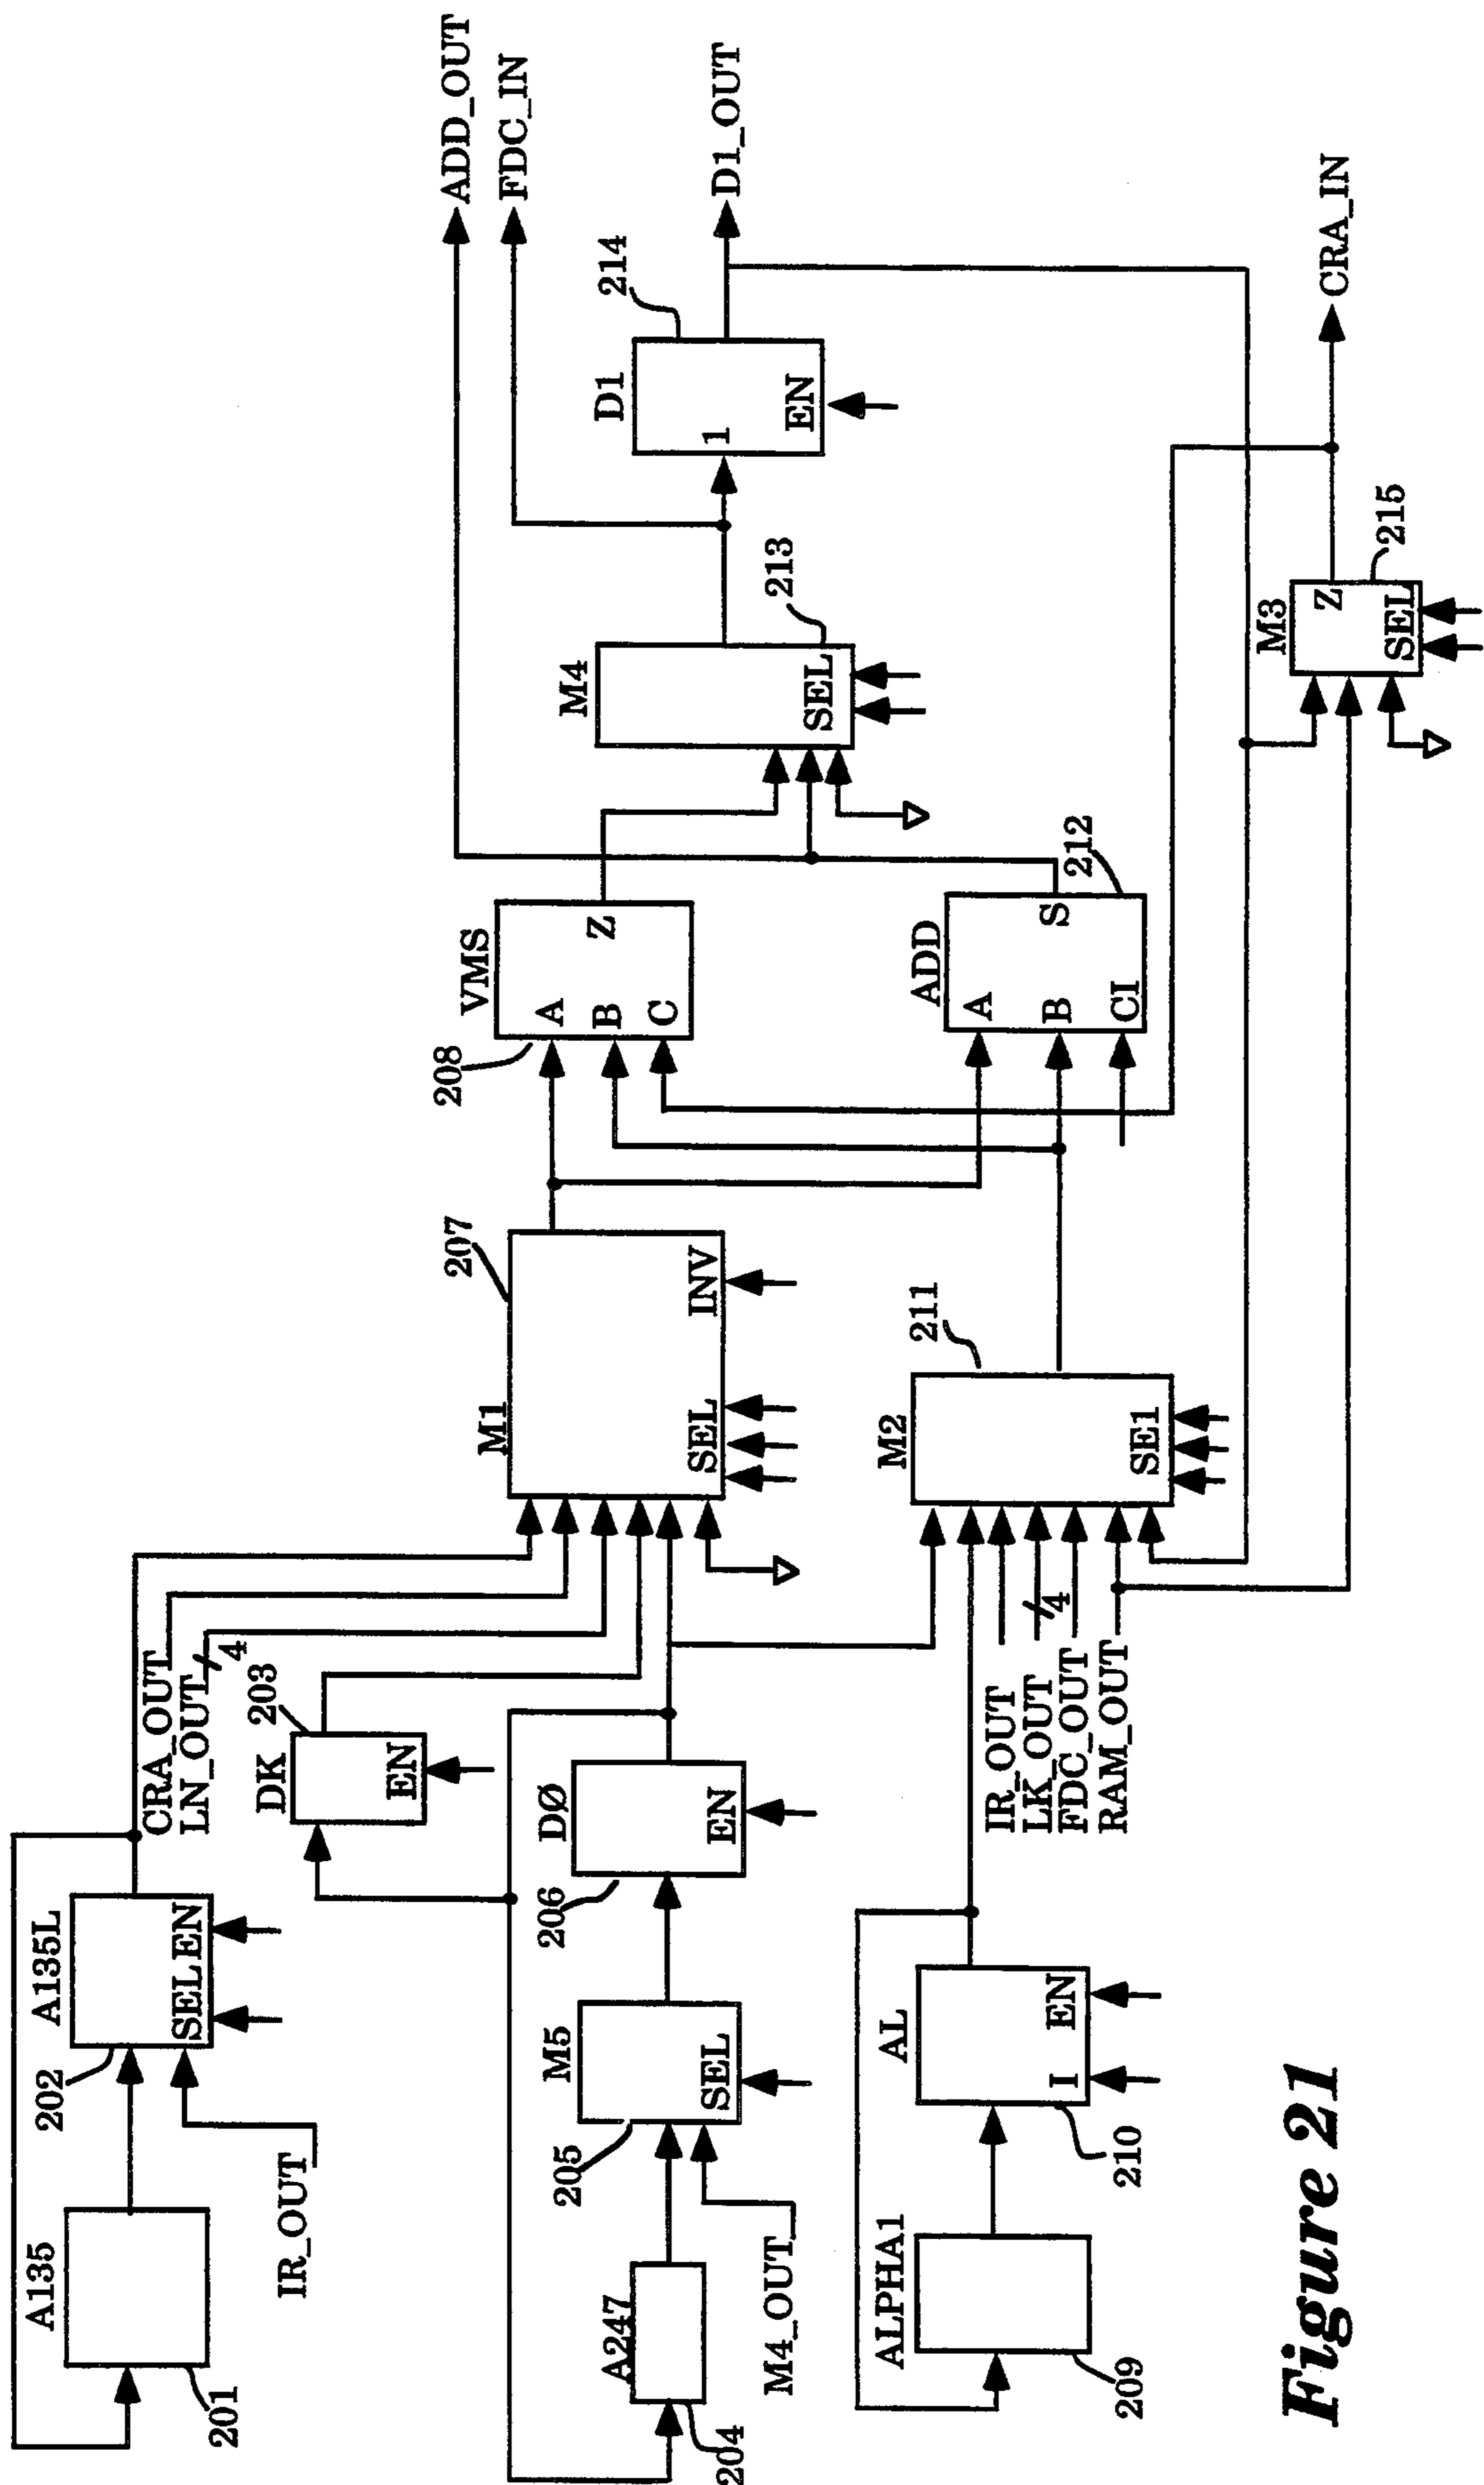 A135
201
A135L
202
SEL EN
IR_OUT
CRA_OUT
LN_OUT
4
DK
203
EN
A247
204
M4_OUT
M5
205
SEL
DØ
206
EN
ALPHA1
209
AL
210
I
EN
IR_OUT
LK_OUT
4
FDC_OUT
RAM_OUT
M1
207
SEL
INV
M2
211
SE1
VMS
208
A
B
C
Z
ADD
212
A
B
CI
S
M4
213
SEL
D1
214
1
EN
M3
215
Z
SEL
ADD_OUT
FDC_IN
D1_OUT
CRA_IN
Figure 21